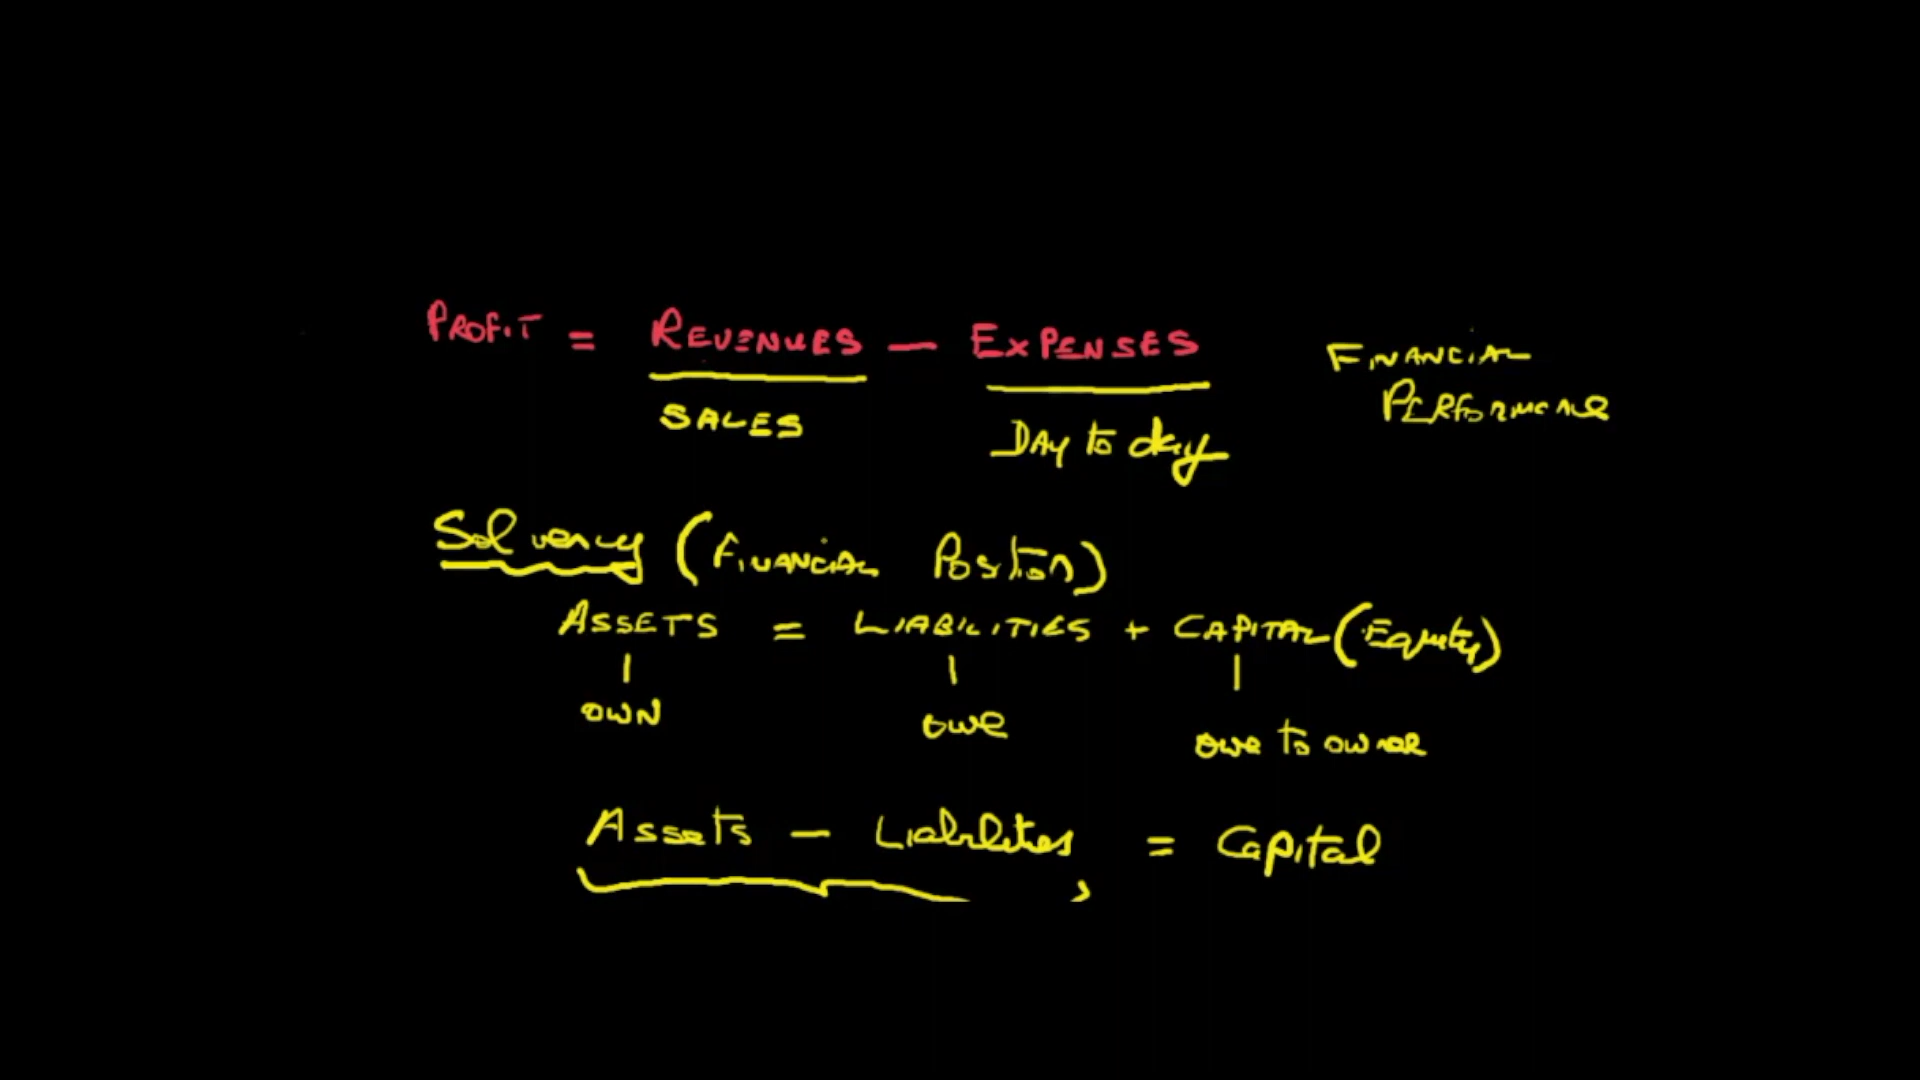 PROFIT = REVENUES - EXPENSES
FINANCIAL
PERFORMANCE
SALES
DAY to day
Solvency (FINANCIAL Position)
ASSETS = LIABILITIES + CAPITAL (Equity)
OWN
owe
owe to owner
Assets - Liabilities = Capital